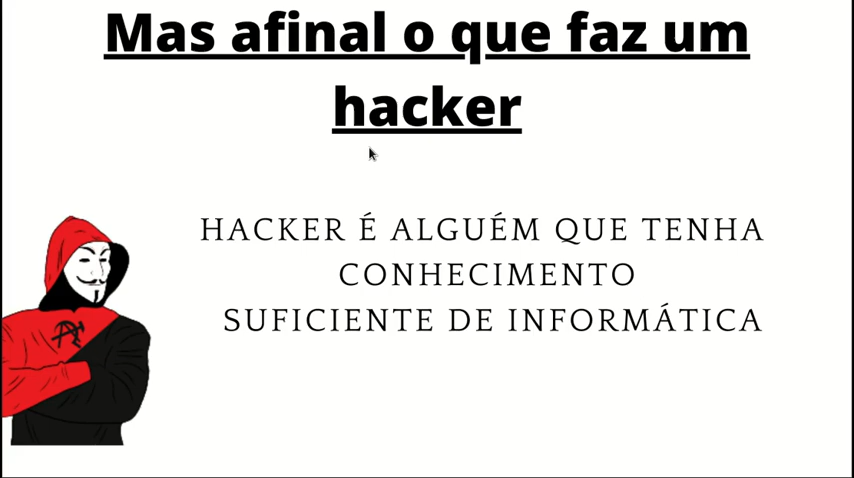 Mas afinal o que faz um
hacker
HACKER É ALGUÉM QUE TENHA
CONHECIMENTO
SUFICIENTE DE INFORMÁTICA